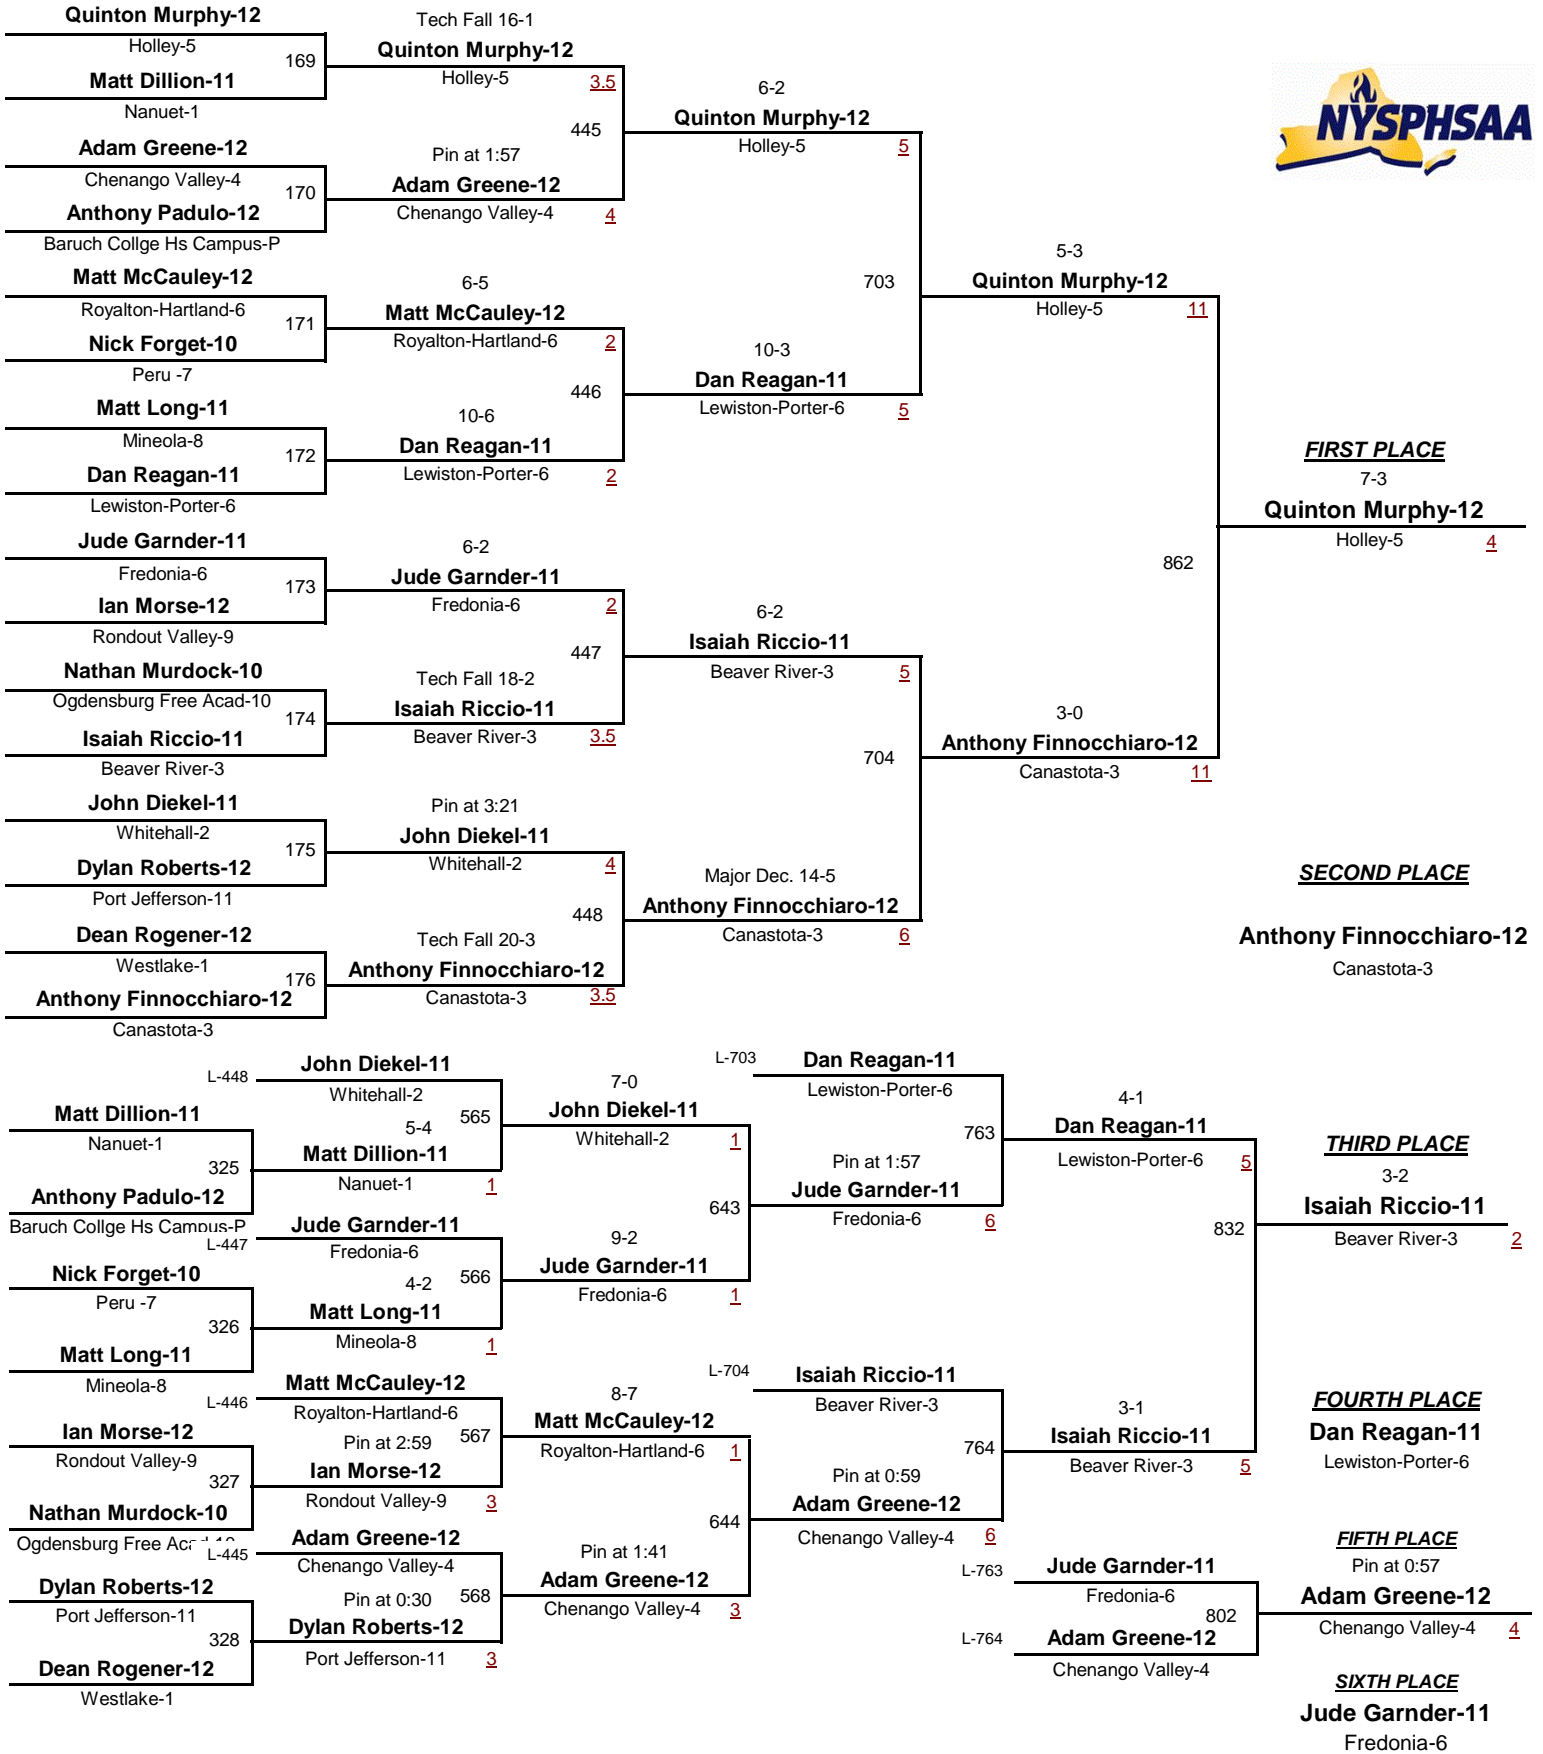 Quinton Murphy-12
Holley-5
169
Matt Dillion-11
Nanuet-1
Adam Greene-12
Chenango Valley-4
170
Anthony Padulo-12
Baruch Collge Hs Campus-P
Matt McCauley-12
Royalton-Hartland-6
171
Nick Forget-10
Peru -7
Matt Long-11
Mineola-8
172
Dan Reagan-11
Lewiston-Porter-6
Jude Garnder-11
Fredonia-6
173
Ian Morse-12
Rondout Valley-9
Nathan Murdock-10
Ogdensburg Free Acad-10
174
Isaiah Riccio-11
Beaver River-3
John Diekel-11
Whitehall-2
175
Dylan Roberts-12
Port Jefferson-11
Dean Rogener-12
Westlake-1
176
Anthony Finnocchiaro-12
Canastota-3
Tech Fall 16-1
Quinton Murphy-12
Holley-5 3.5
445
Pin at 1:57
Adam Greene-12
Chenango Valley-4 4
6-5
Matt McCauley-12
Royalton-Hartland-6 2
446
10-6
Dan Reagan-11
Lewiston-Porter-6 2
6-2
Jude Garnder-11
Fredonia-6 2
447
Tech Fall 18-2
Isaiah Riccio-11
Beaver River-3 3.5
Pin at 3:21
John Diekel-11
Whitehall-2 4
448
Tech Fall 20-3
Anthony Finnocchiaro-12
Canastota-3 3.5
6-2
Quinton Murphy-12
Holley-5 5
703
10-3
Dan Reagan-11
Lewiston-Porter-6 5
6-2
Isaiah Riccio-11
Beaver River-3 5
704
Major Dec. 14-5
Anthony Finnocchiaro-12
Canastota-3 6
5-3
Quinton Murphy-12
Holley-5 11
862
3-0
Anthony Finnocchiaro-12
Canastota-3 11
NYSPHSAA
FIRST PLACE
7-3
Quinton Murphy-12
Holley-5 4
SECOND PLACE
Anthony Finnocchiaro-12
Canastota-3
Matt Dillion-11
Nanuet-1
325
Anthony Padulo-12
Baruch Collge Hs Campus-P
Nick Forget-10
Peru -7
326
Matt Long-11
Mineola-8
Ian Morse-12
Rondout Valley-9
327
Nathan Murdock-10
Ogdensburg Free Acad-10
Dylan Roberts-12
Port Jefferson-11
328
Dean Rogener-12
Westlake-1
L-448
John Diekel-11
Whitehall-2
565
5-4
Matt Dillion-11
Nanuet-1 1
L-447
Jude Garnder-11
Fredonia-6
566
4-2
Matt Long-11
Mineola-8 1
L-446
Matt McCauley-12
Royalton-Hartland-6
567
Pin at 2:59
Ian Morse-12
Rondout Valley-9 3
L-445
Adam Greene-12
Chenango Valley-4
568
Pin at 0:30
Dylan Roberts-12
Port Jefferson-11 3
7-0
John Diekel-11
Whitehall-2 1
643
9-2
Jude Garnder-11
Fredonia-6 1
8-7
Matt McCauley-12
Royalton-Hartland-6 1
644
Pin at 1:41
Adam Greene-12
Chenango Valley-4 3
L-703
Dan Reagan-11
Lewiston-Porter-6
763
Pin at 1:57
Jude Garnder-11
Fredonia-6 6
L-704
Isaiah Riccio-11
Beaver River-3
764
Pin at 0:59
Adam Greene-12
Chenango Valley-4 6
4-1
Dan Reagan-11
Lewiston-Porter-6 5
832
3-1
Isaiah Riccio-11
Beaver River-3 5
THIRD PLACE
3-2
Isaiah Riccio-11
Beaver River-3 2
FOURTH PLACE
Dan Reagan-11
Lewiston-Porter-6
L-763
Jude Garnder-11
Fredonia-6
802
L-764
Adam Greene-12
Chenango Valley-4
FIFTH PLACE
Pin at 0:57
Adam Greene-12
Chenango Valley-4 4
SIXTH PLACE
Jude Garnder-11
Fredonia-6